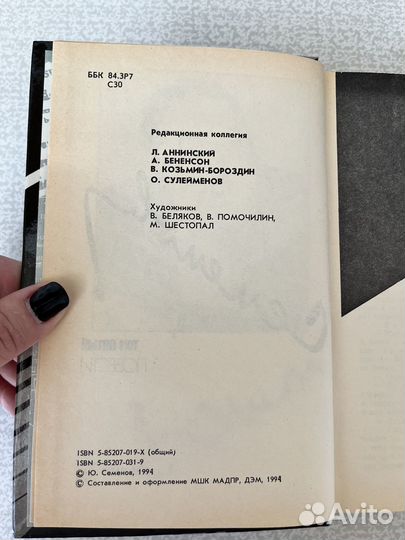 ББК 84.3Р7
С30
Редакционная коллегия
Л. АННИНСКИЙ
А. БЕНЕНСОН
В. КОЗЬМИН-БОРОЗДИН
О. СУЛЕЙМЕНОВ
Художники
В. БЕЛЯКОВ, В. ПОМОЧИЛИН,
М. ШЕСТОПАЛ
ISBN 5-85207-019-X (общий)
ISBN 5-85207-031-9
© Ю. Семенов, 1994
© Составление и оформление МШК МАДПР, ДЭМ, 1994
Avito